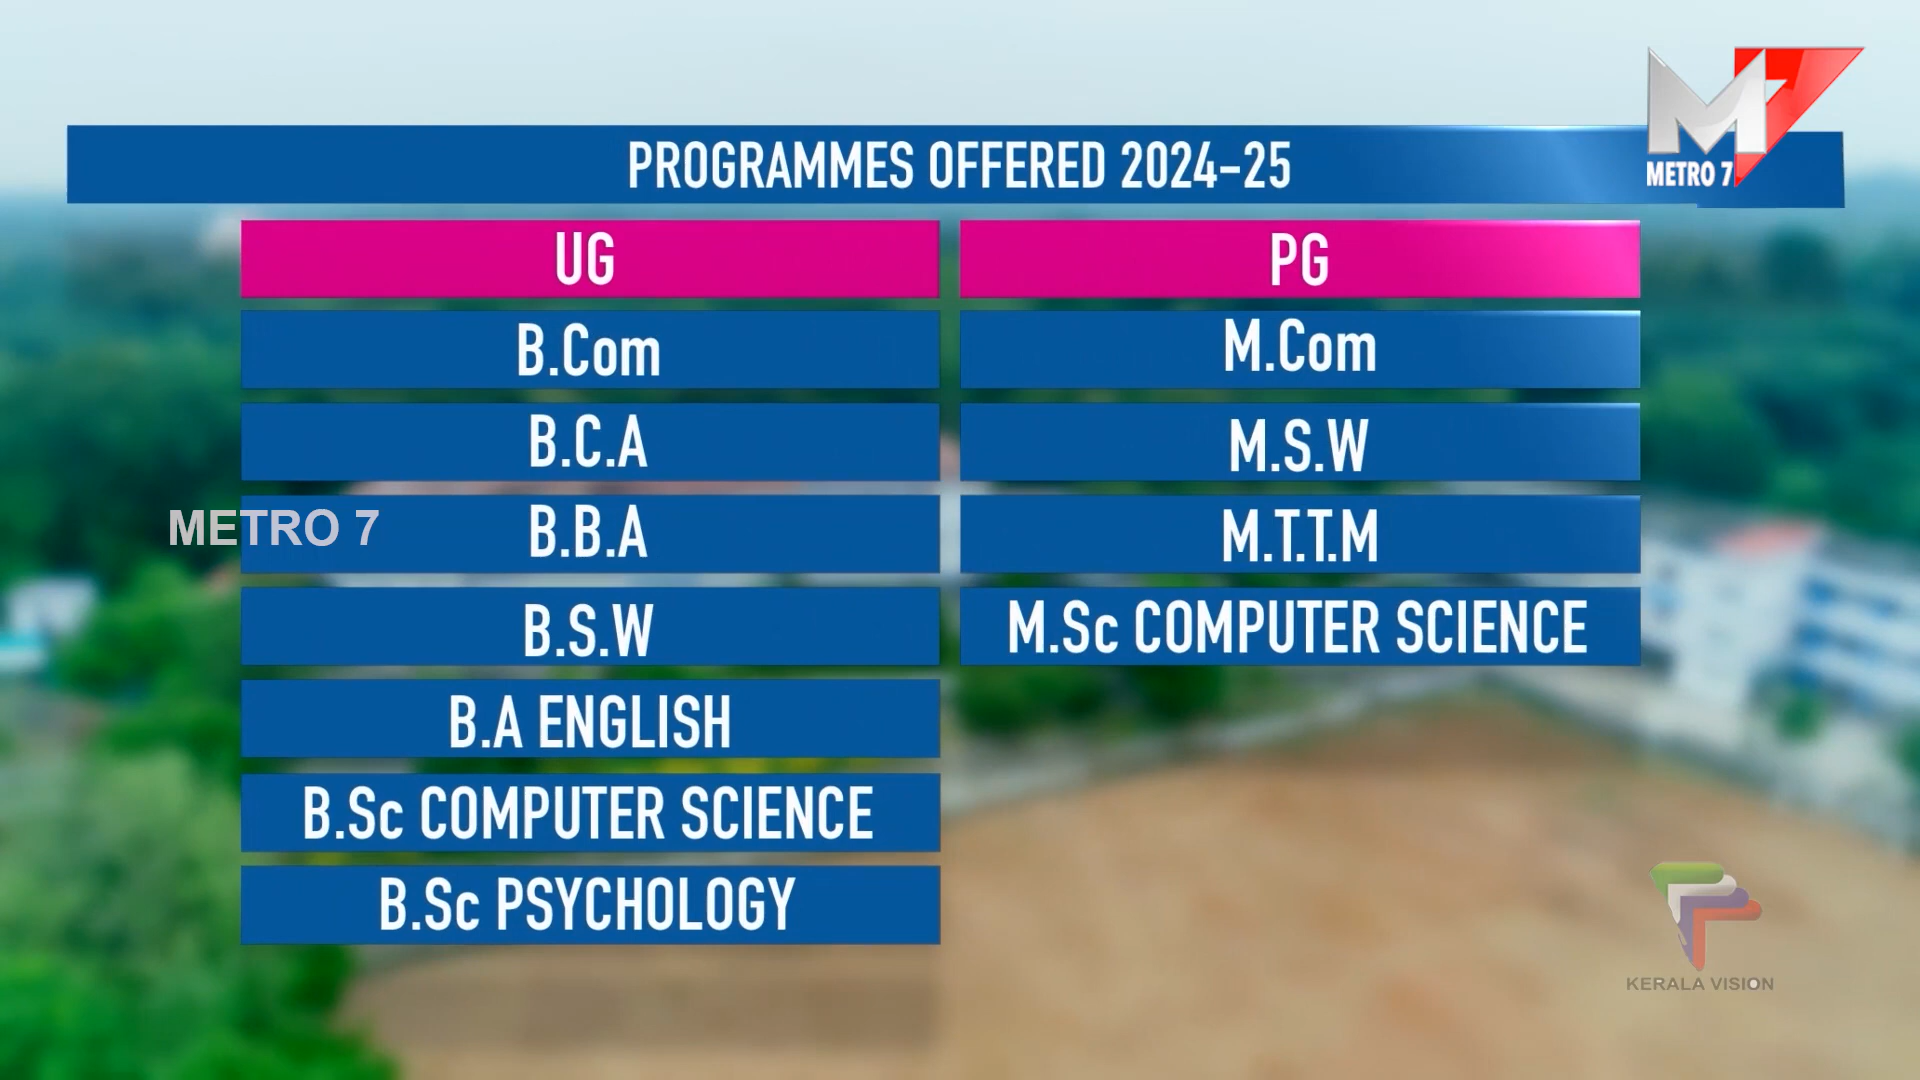 PROGRAMMES OFFERED 2024-25
METRO 7
UG
PG
B.Com
M.Com
B.C.A
M.S.W
METRO 7
B.B.A
M.T.T.M
B.S.W
M.Sc COMPUTER SCIENCE
B.A ENGLISH
B.Sc COMPUTER SCIENCE
B.Sc PSYCHOLOGY
KERALA VISION